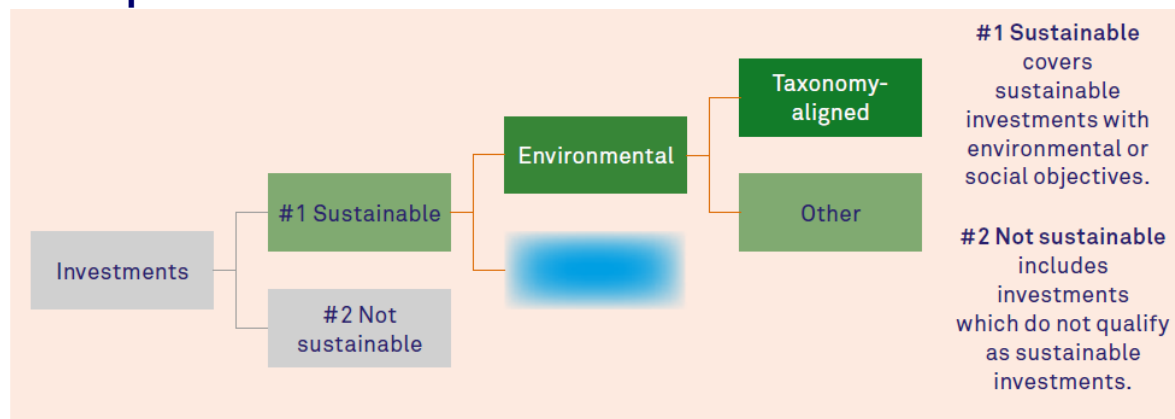 Investments
#1 Sustainable
#2 Not
sustainable
Environmental
Taxonomy-
aligned
Other
#1 Sustainable
covers
sustainable
investments with
environmental or
social objectives.
#2 Not sustainable
includes
investments
which do not qualify
as sustainable
investments.